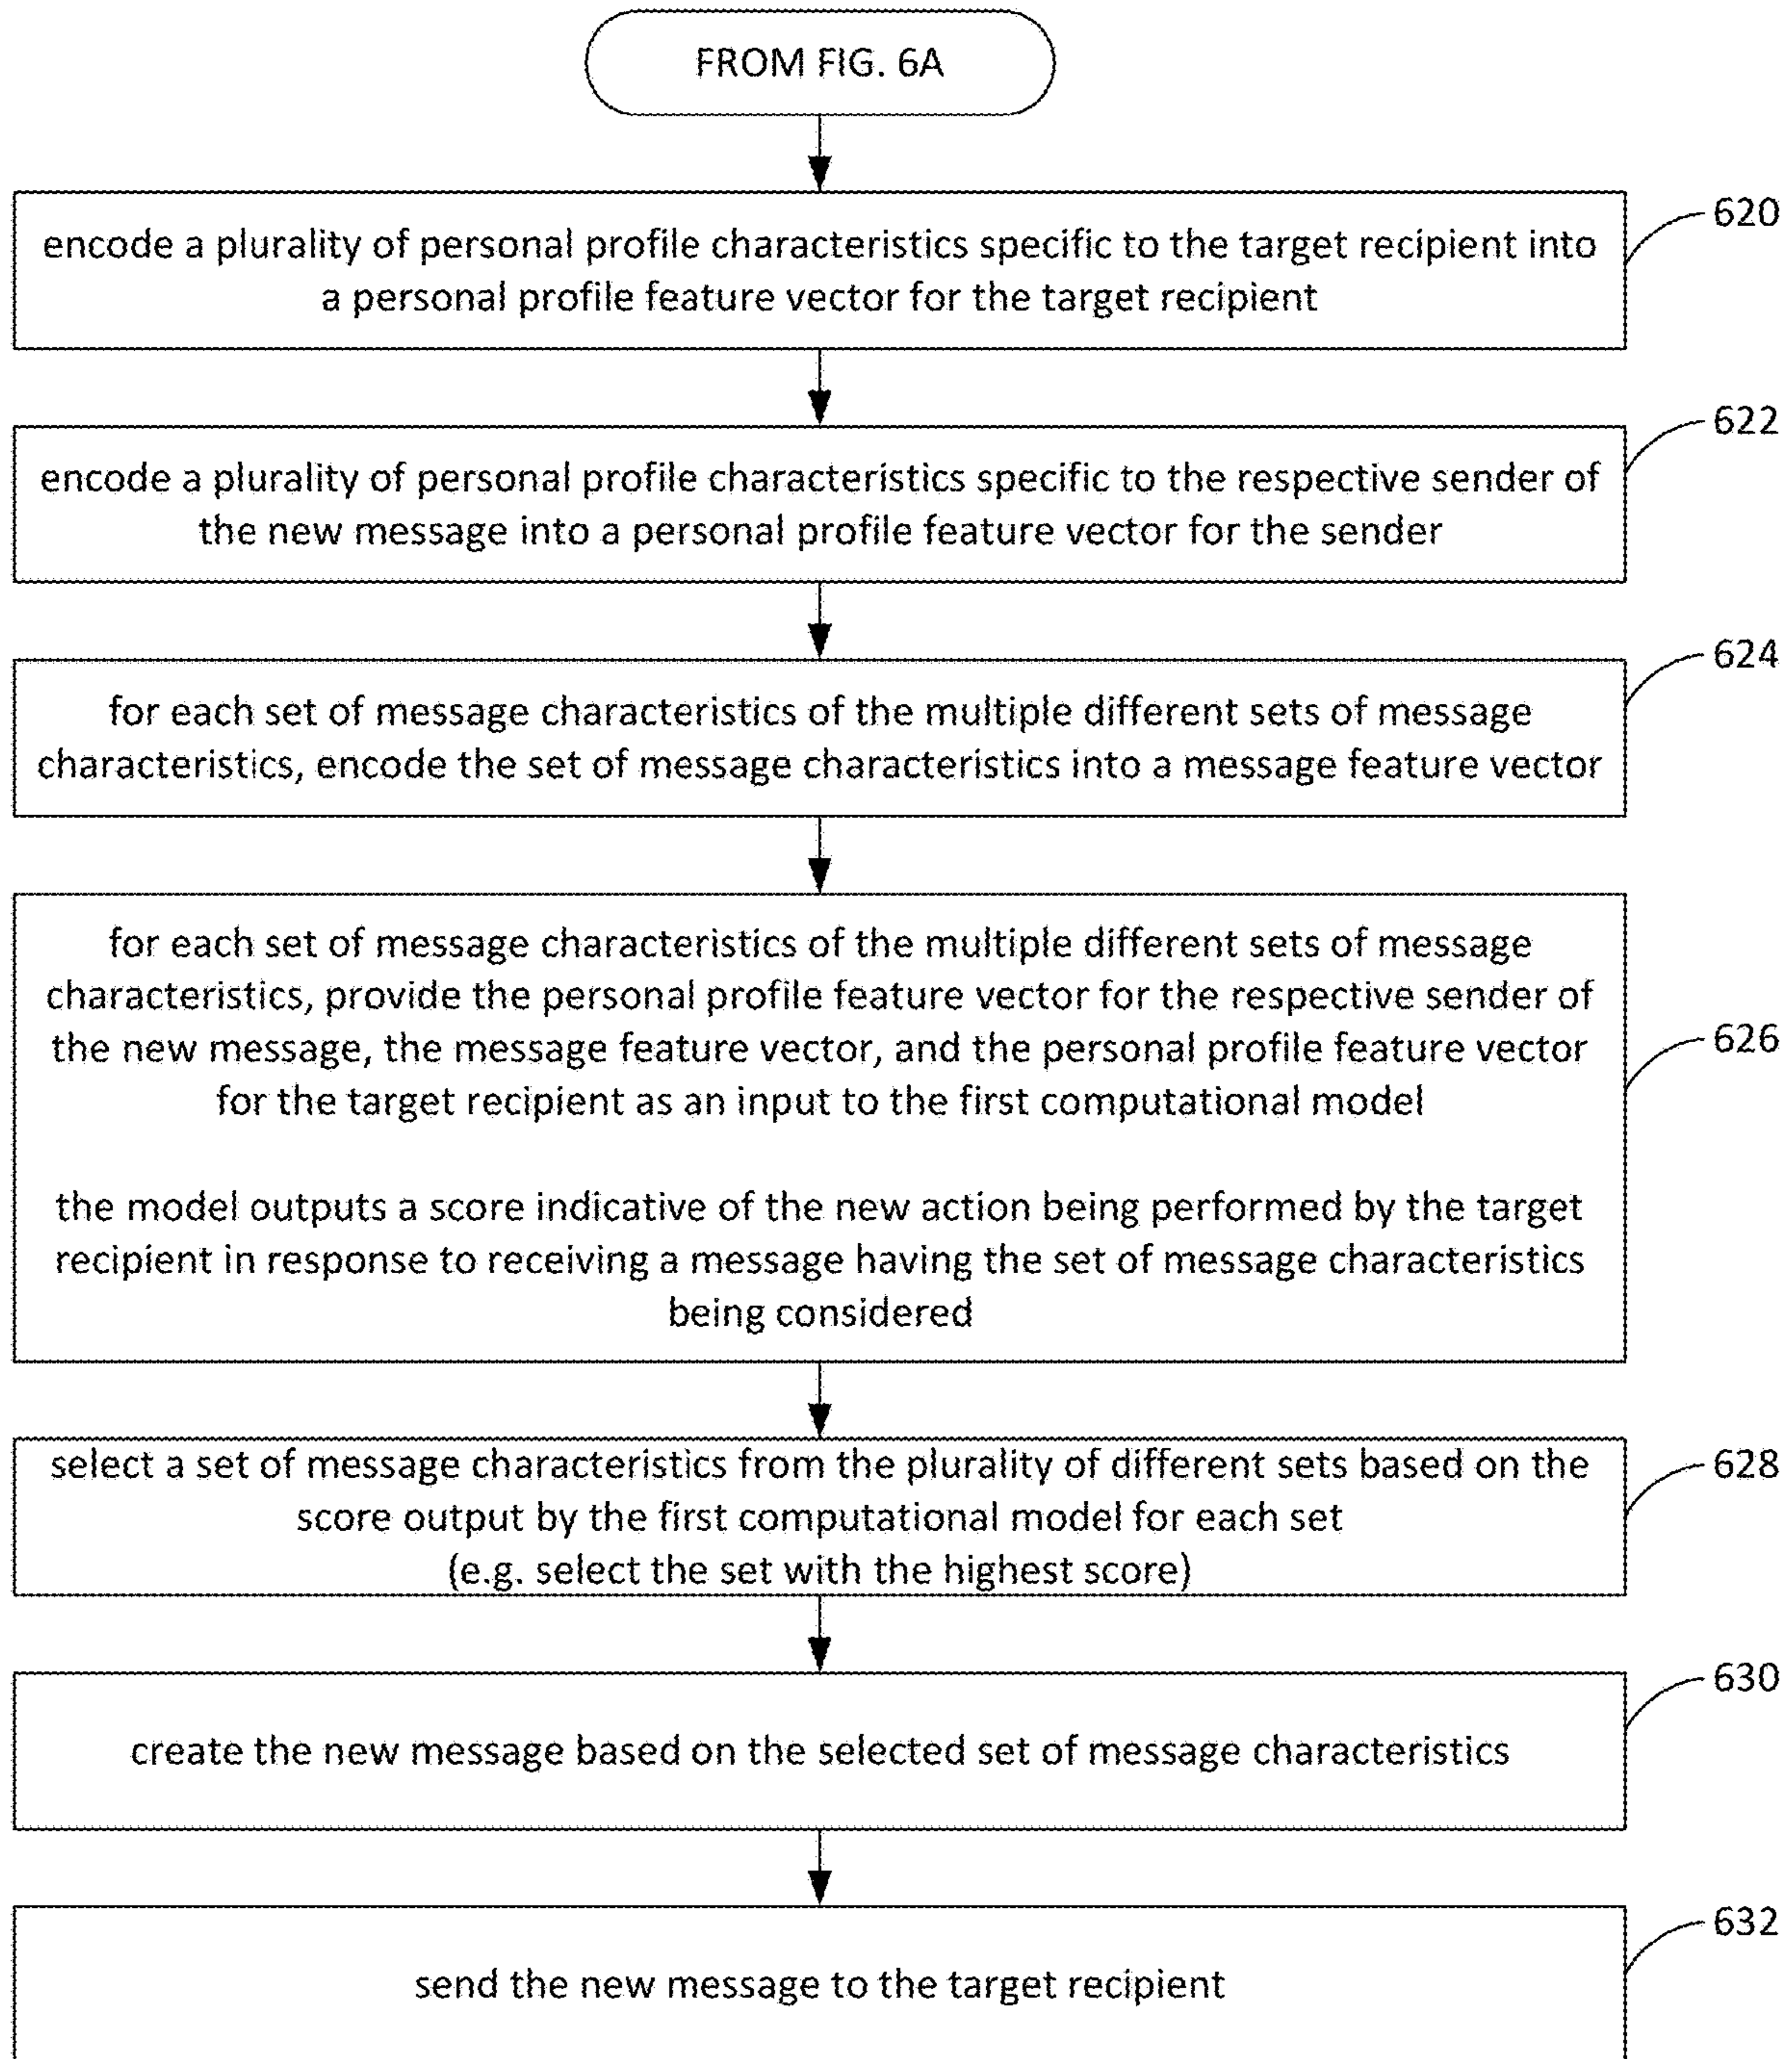 FROM FIG. 6A
620
encode a plurality of personal profile characteristics specific to the target recipient into
a personal profile feature vector for the target recipient
622
encode a plurality of personal profile characteristics specific to the respective sender of
the new message into a personal profile feature vector for the sender
624
for each set of message characteristics of the multiple different sets of message
characteristics, encode the set of message characteristics into a message feature vector
626
for each set of message characteristics of the multiple different sets of message
characteristics, provide the personal profile feature vector for the respective sender of
the new message, the message feature vector, and the personal profile feature vector
for the target recipient as an input to the first computational model
the model outputs a score indicative of the new action being performed by the target
recipient in response to receiving a message having the set of message characteristics
being considered
628
select a set of message characteristics from the plurality of different sets based on the
score output by the first computational model for each set
(e.g. select the set with the highest score)
630
create the new message based on the selected set of message characteristics
632
send the new message to the target recipient